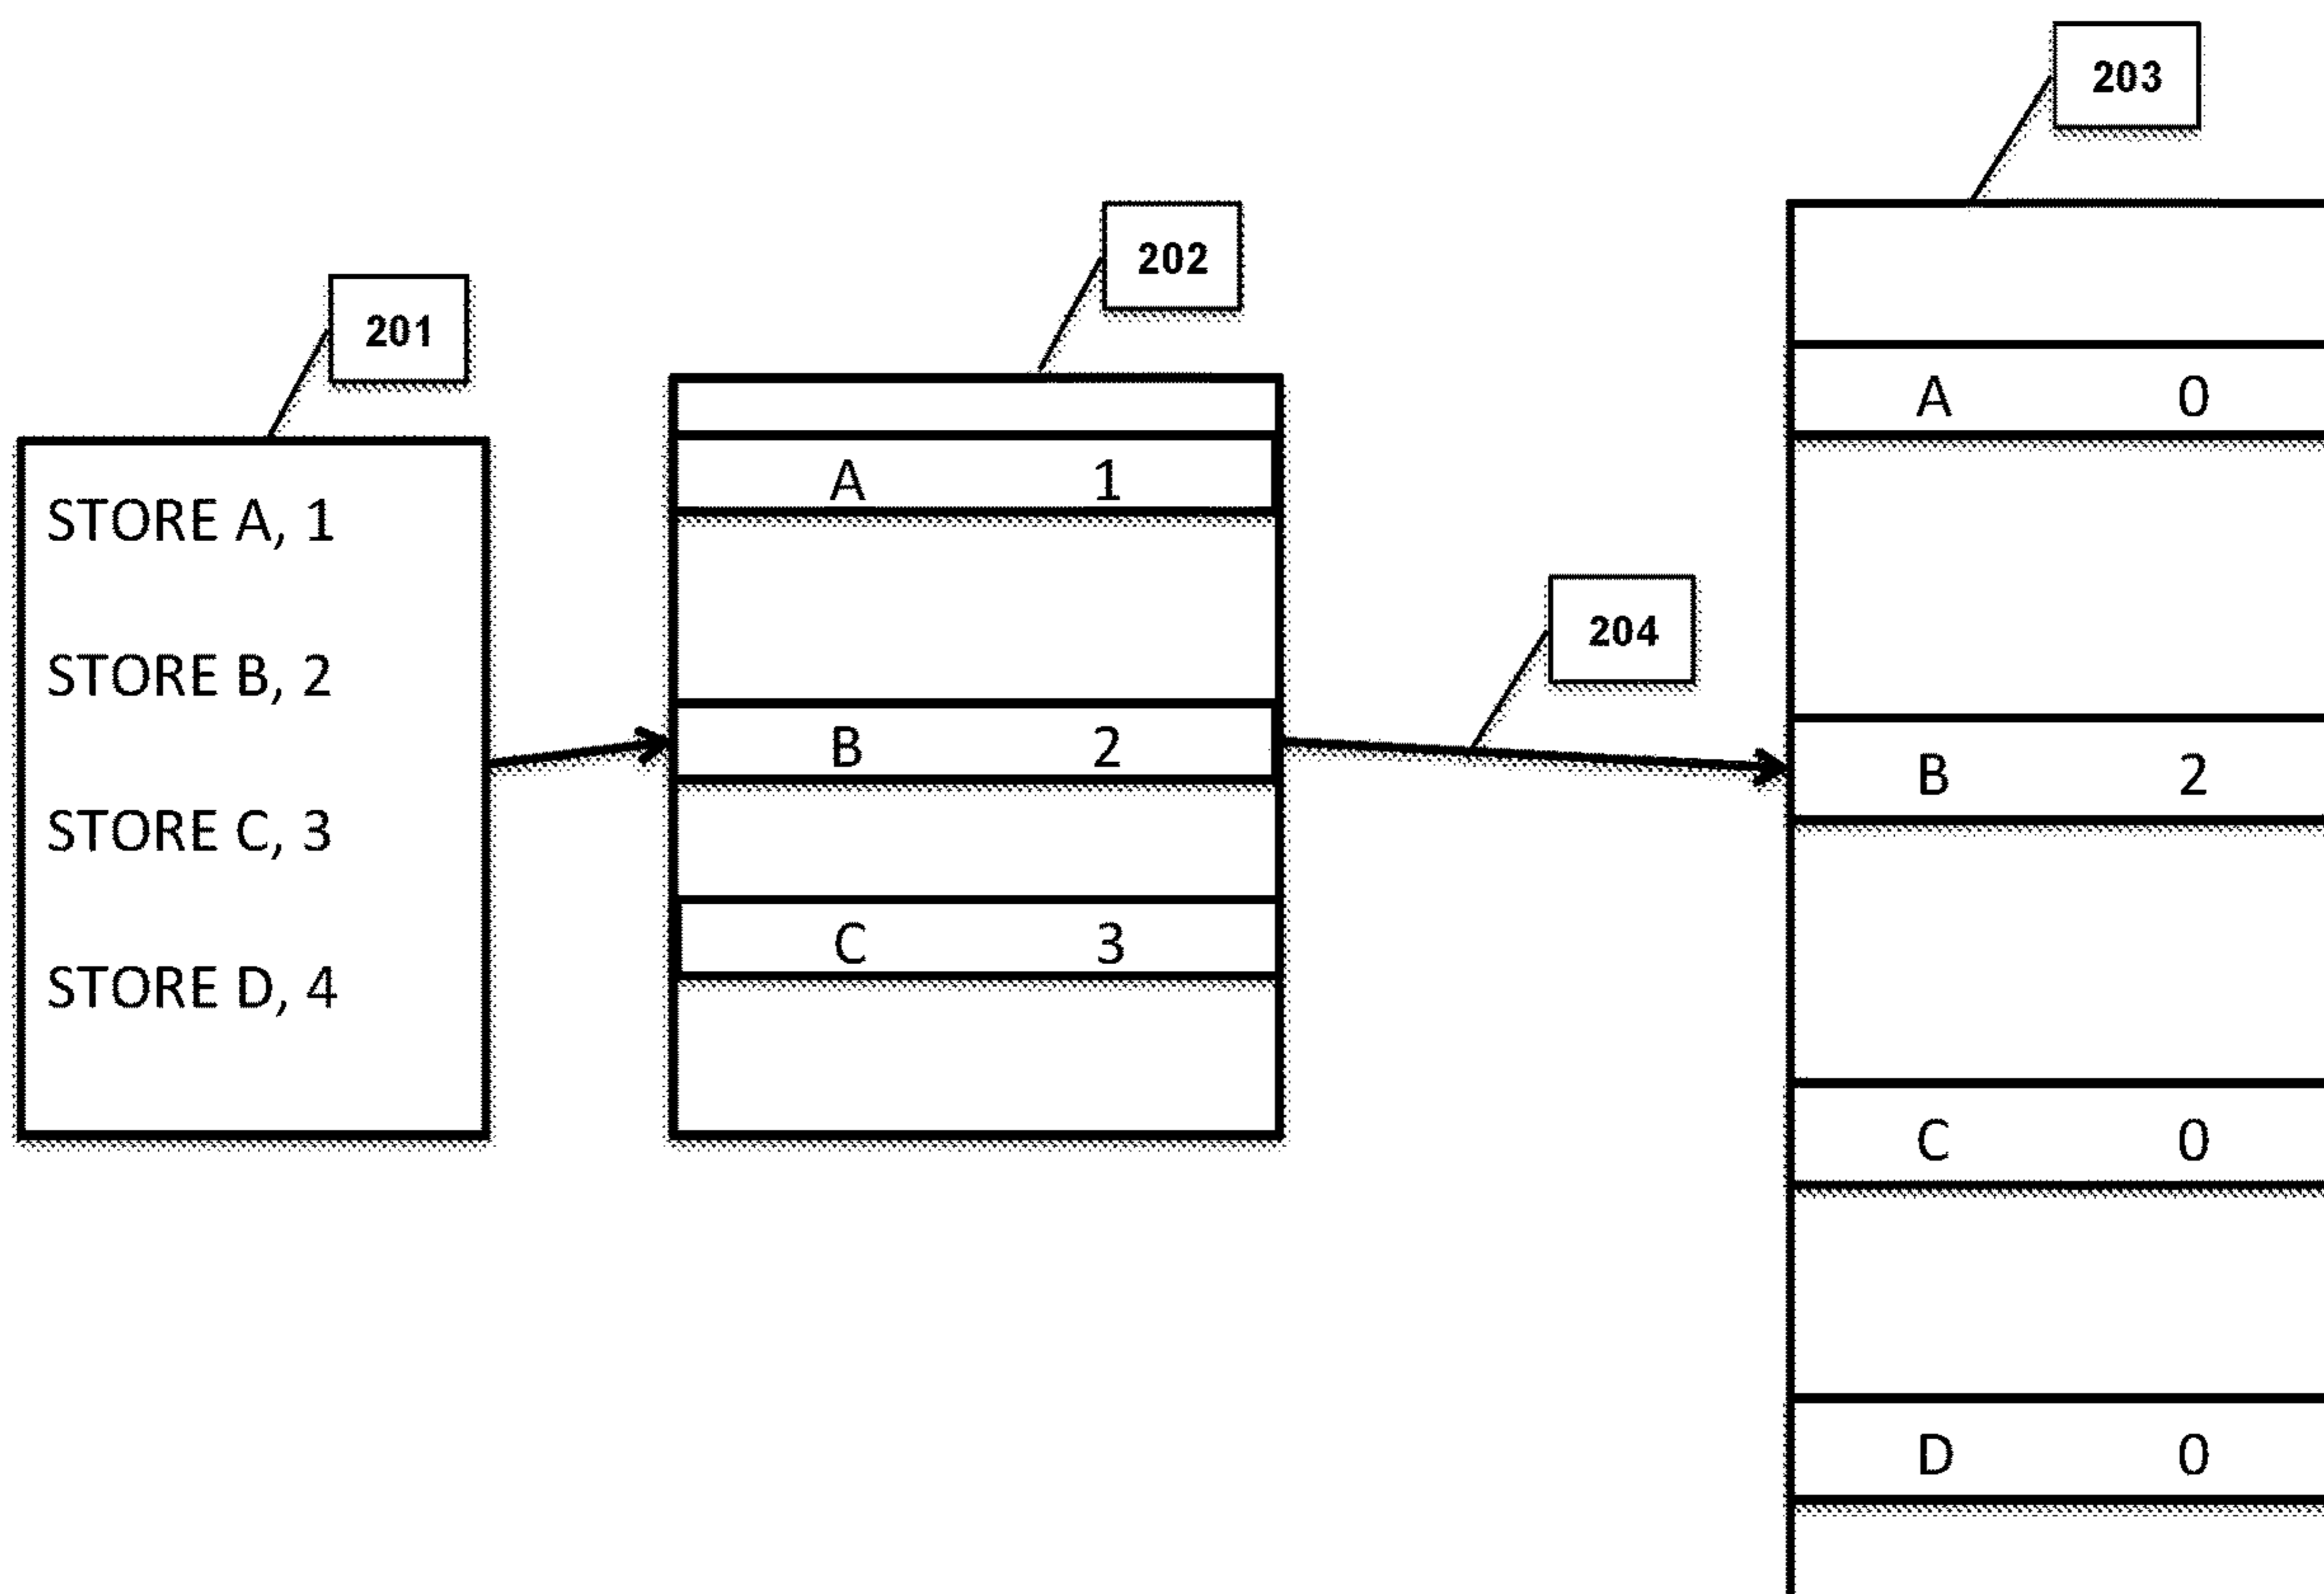 201
STORE A, 1
STORE B, 2
STORE C, 3
STORE D, 4
202
A 1
B 2
C 3
204
203
A 0
B 2
C 0
D 0